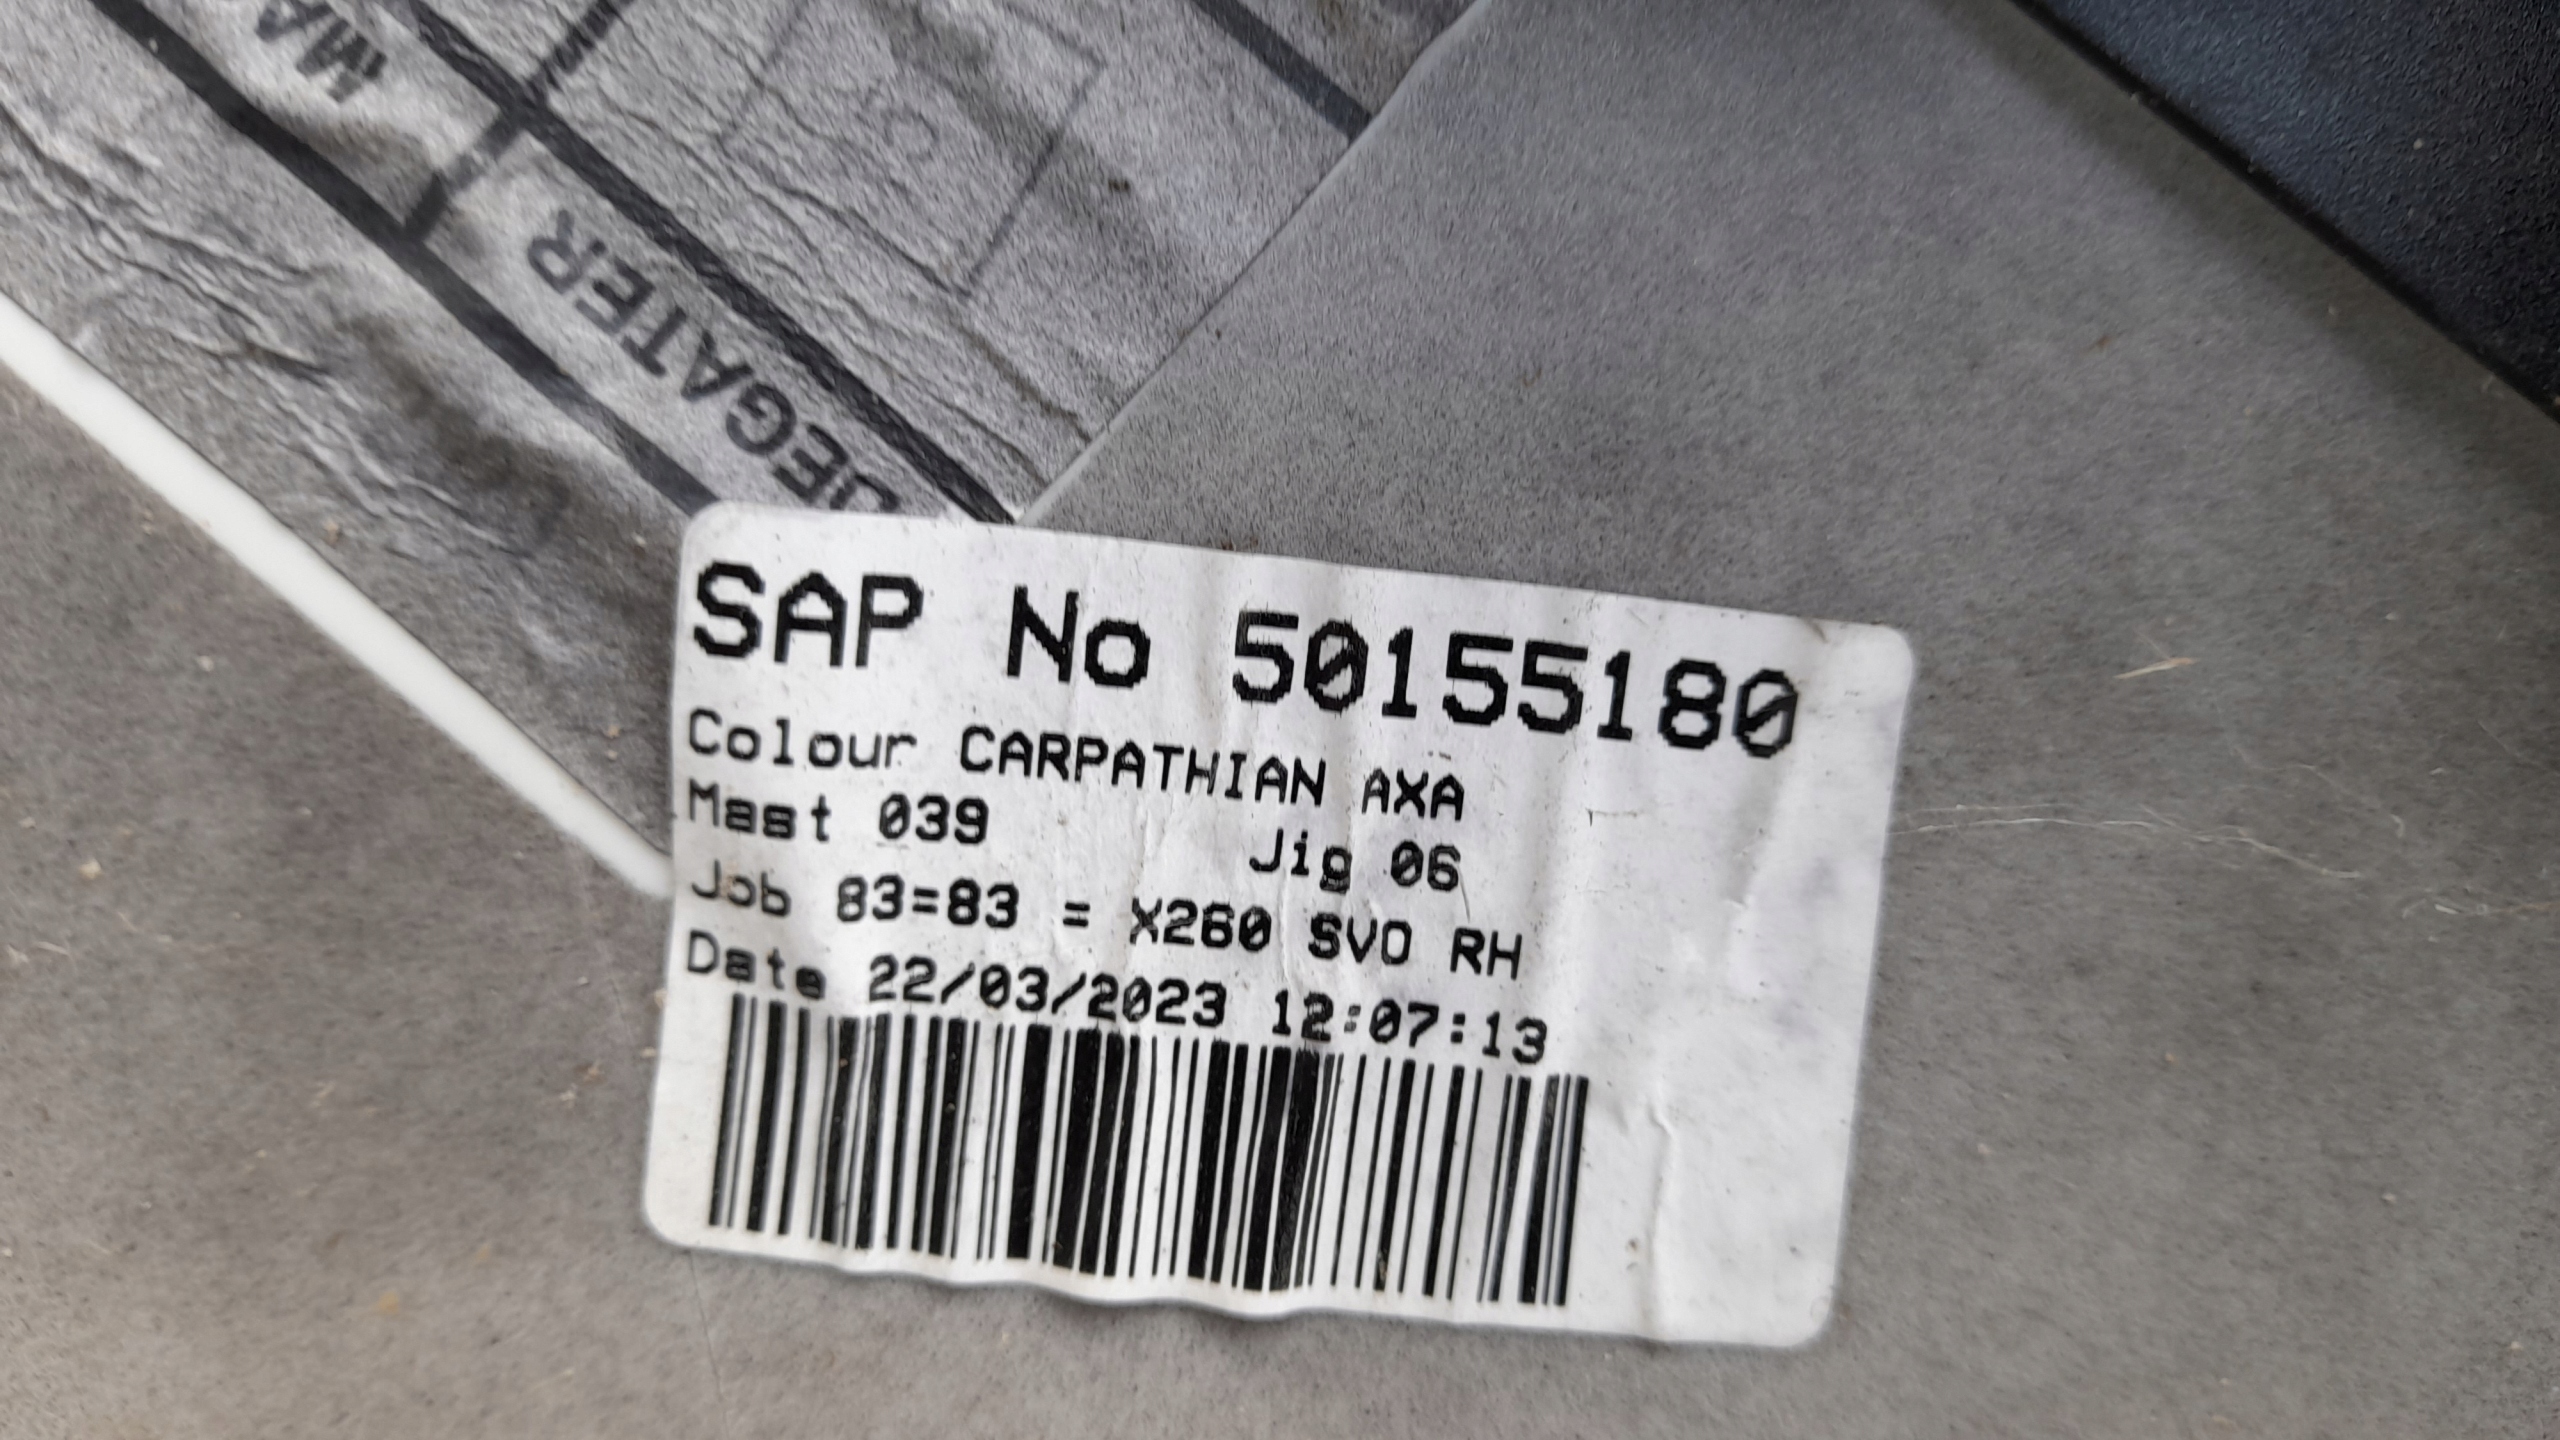 SAP No 50155180
Colour CARPATHIAN AXA
Mast 039 Jig 06
Job 83=83 = X260 SVO RH
Date 22/03/2023 12:07:13